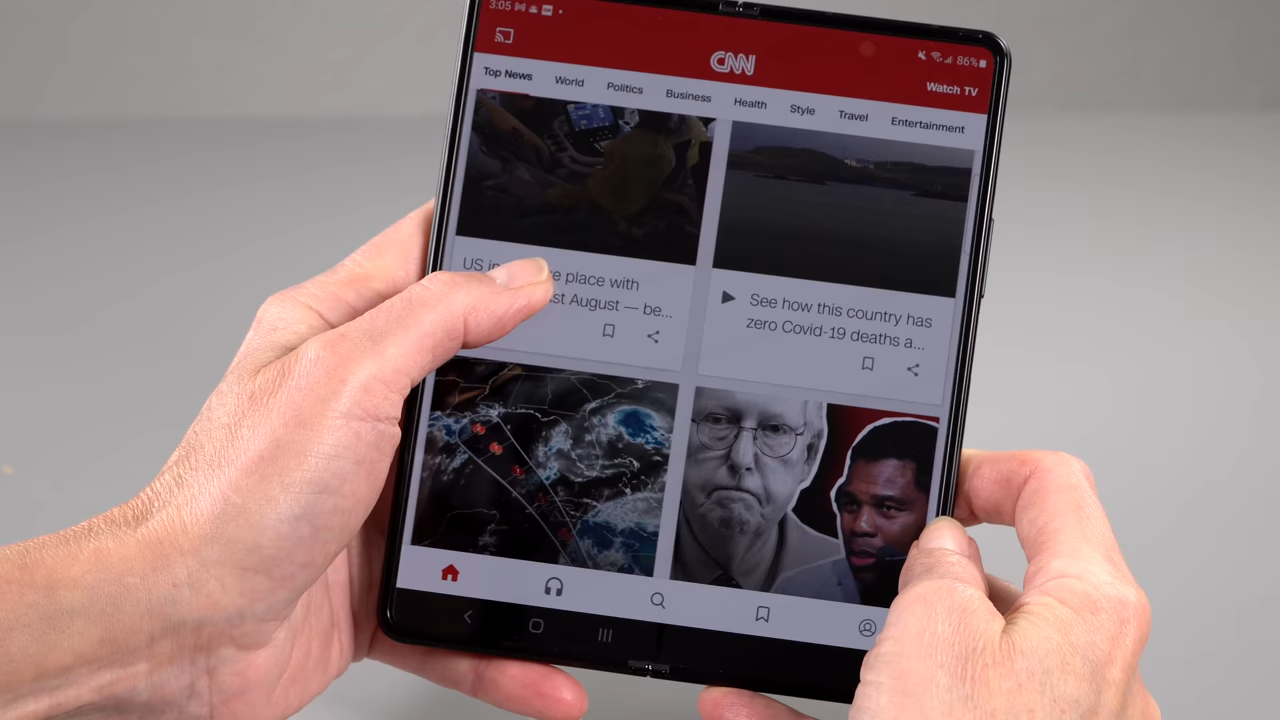 3:05
86%
CNN
Watch TV
Top News World Politics Business Health Style Travel Entertainment
US in e place with
st August — be...
See how this country has
zero Covid-19 deaths a...